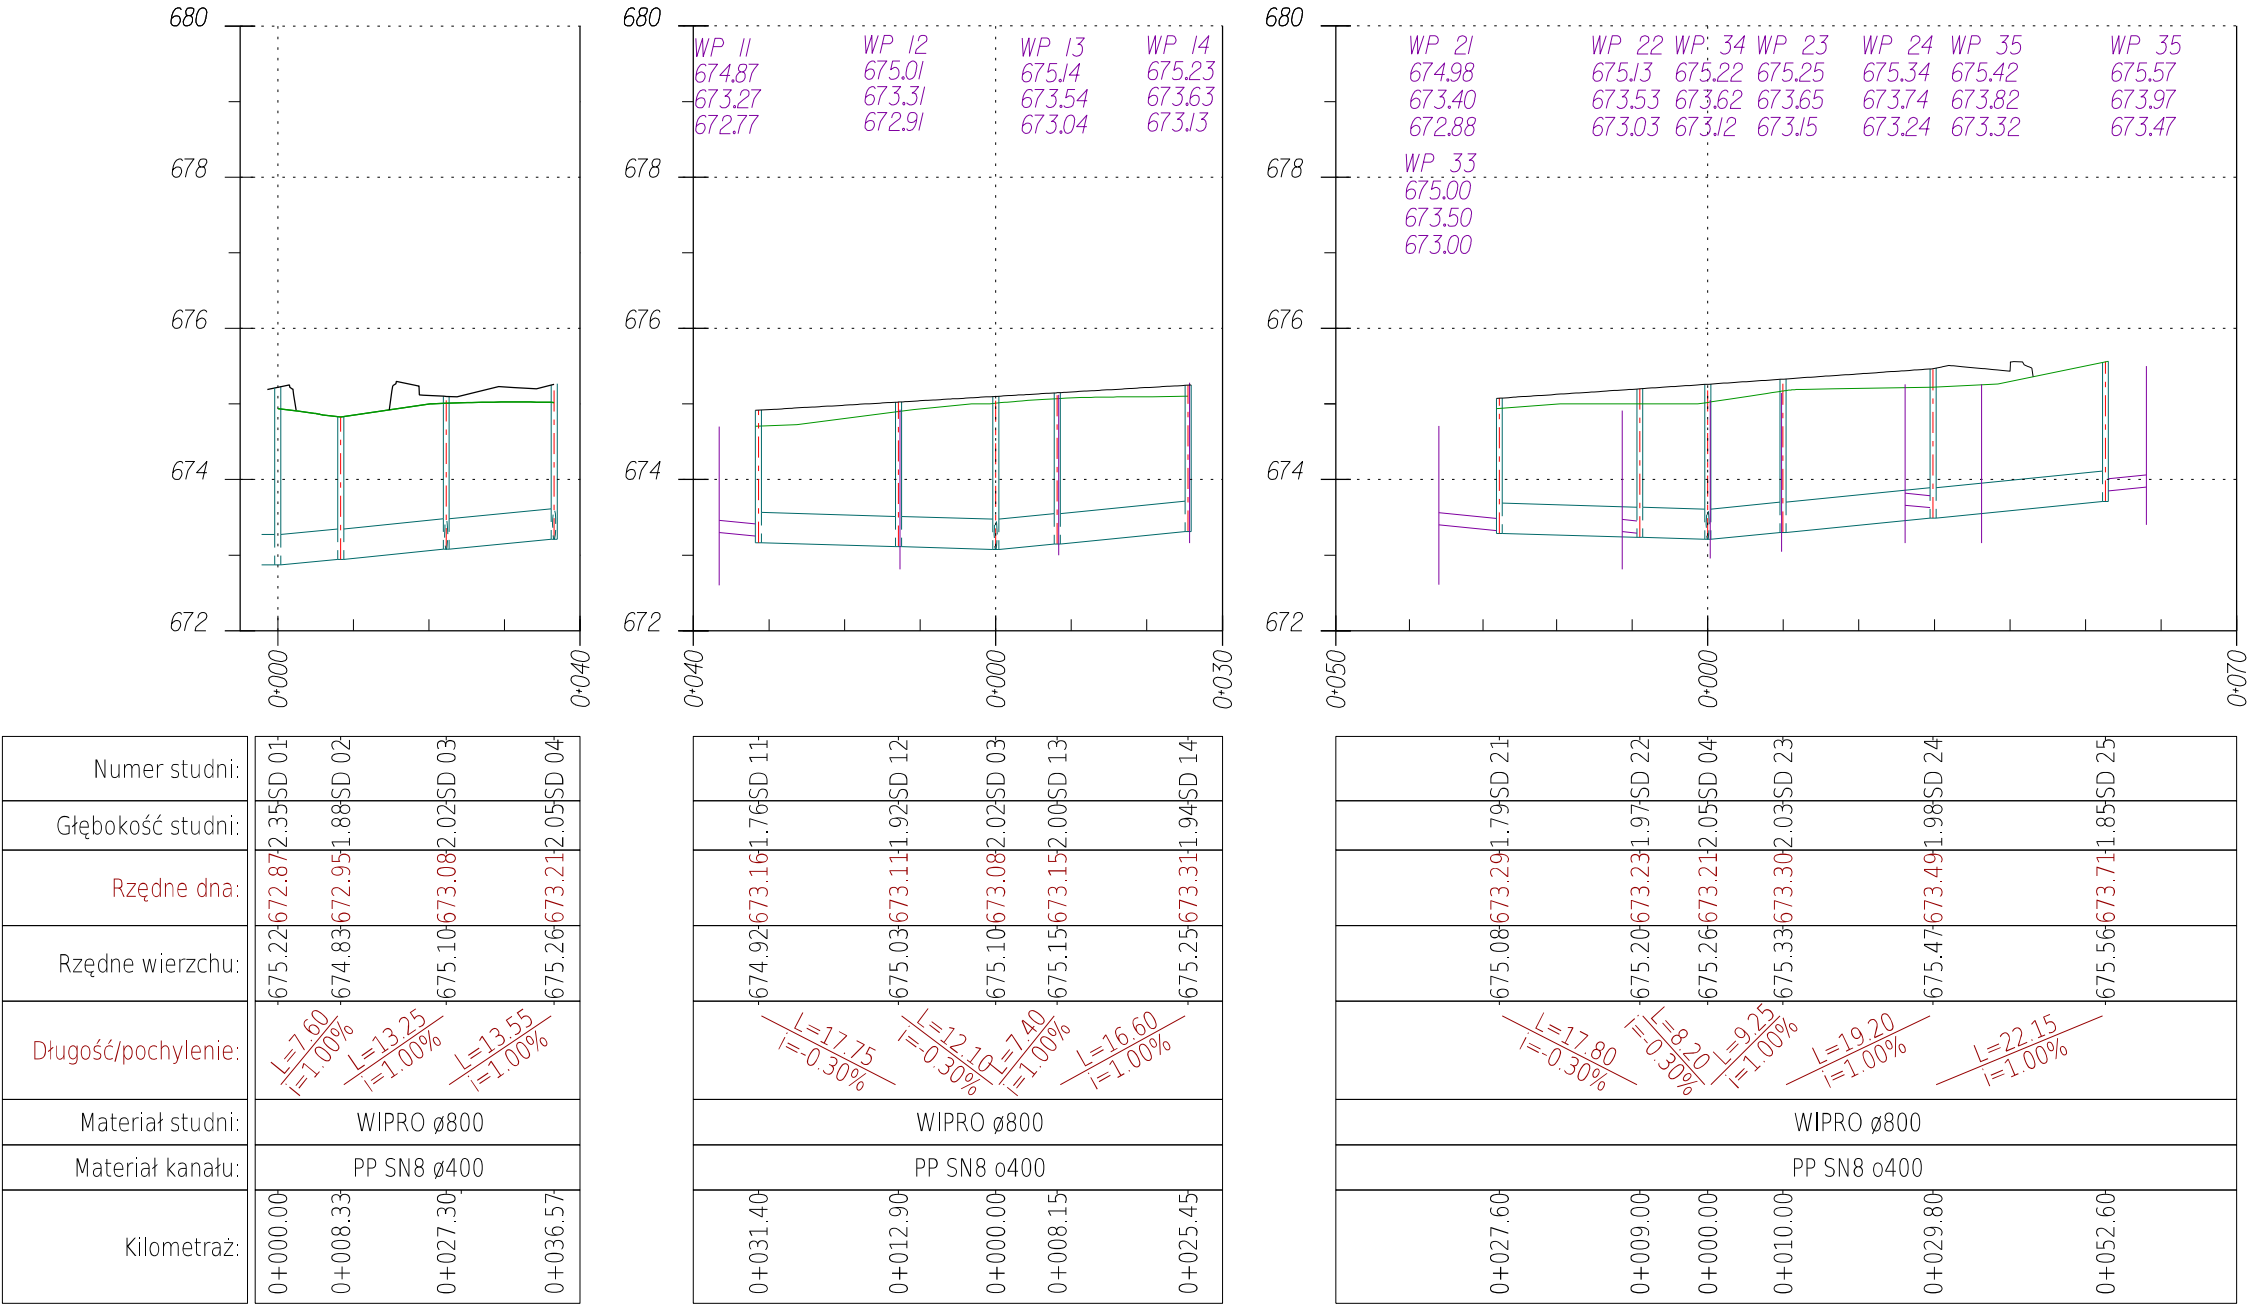 680
678
676
674
672
0+000
0+040
680
678
676
674
672
WP 11
674.87
673.27
672.77
WP 12
675.01
673.31
672.91
WP 13
675.14
673.54
673.04
WP 14
675.23
673.63
673.13
0+040
0+000
0+030
680
678
676
674
672
WP 21
674.98
673.40
672.88
WP 33
675.00
673.50
673.00
WP 22
675.13
673.53
673.03
WP 34
675.22
673.62
673.12
WP 23
675.25
673.65
673.15
WP 24
675.34
673.74
673.24
WP 35
675.42
673.82
673.32
WP 35
675.57
673.97
673.47
0+050
0+000
0+070
Numer studni:
SD 01
SD 02
SD 03
SD 04
SD 11
SD 12
SD 03
SD 13
SD 14
SD 21
SD 22
SD 04
SD 23
SD 24
SD 25
Głębokość studni:
2.35
1.88
2.02
2.05
1.76
1.92
2.02
2.00
1.94
1.79
1.97
2.05
2.03
1.98
1.85
Rzędne dna:
672.87
672.95
673.08
673.21
673.16
673.11
673.08
673.15
673.31
673.29
673.23
673.21
673.30
673.49
673.71
Rzędne wierzchu:
675.22
674.83
675.10
675.26
674.92
675.03
675.10
675.15
675.25
675.08
675.20
675.26
675.33
675.47
675.56
Długość/pochylenie:
L=7.60
i=1.00%
L=13.25
i=1.00%
L=13.55
i=1.00%
L=17.75
i=-0.30%
L=12.10
i=-0.30%
L=7.40
i=1.00%
L=16.60
i=1.00%
L=17.80
i=-0.30%
L=8.20
i=-0.30%
L=9.25
i=1.00%
L=19.20
i=1.00%
L=22.15
i=1.00%
Materiał studni:
WIPRO ø800
WIPRO ø800
WIPRO ø800
Materiał kanału:
PP SN8 ø400
PP SN8 o400
PP SN8 o400
Kilometraż:
0+000.00
0+008.33
0+027.30
0+036.57
0+031.40
0+012.90
0+000.00
0+008.15
0+025.45
0+027.60
0+009.00
0+000.00
0+010.00
0+029.80
0+052.60